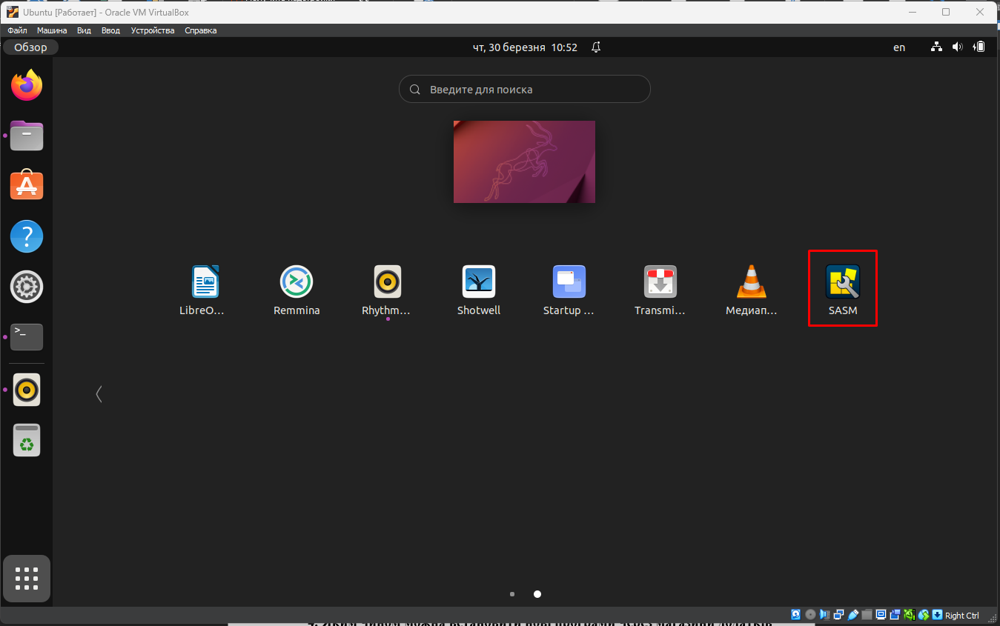 Ubuntu [Работает] - Oracle VM VirtualBox
Файл Машина Вид Ввод Устройства Справка
Обзор чт, 30 березня 10:52 en
Введите для поиска
LibreO... Remmina Rhythm... Shotwell Startup ... Transmi... Медиап... SASM
Right Ctrl